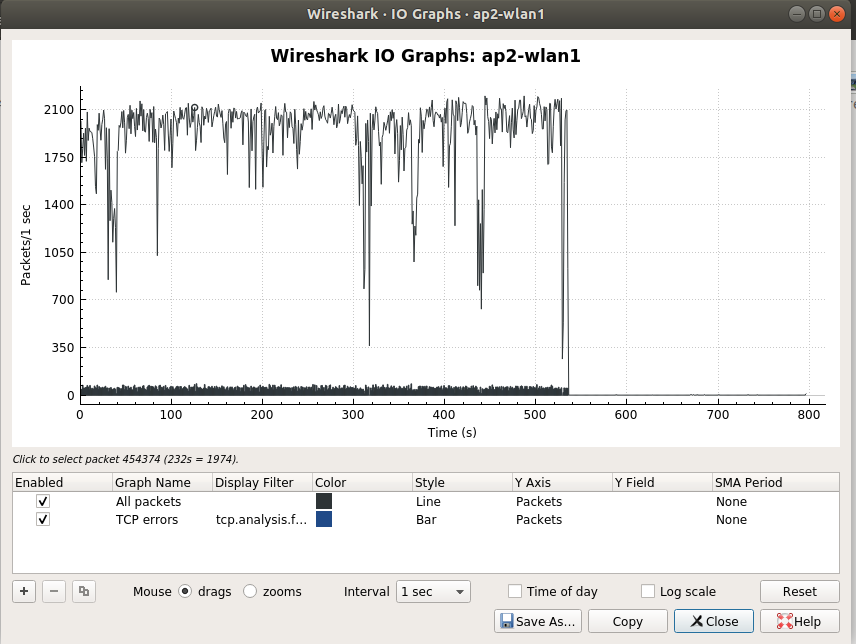 Wireshark · IO Graphs · ap2-wlan1
Wireshark IO Graphs: ap2-wlan1
2100
1750
1400
1050
700
350
0
Packets/1 sec
0 100 200 300 400 500 600 700 800
Time (s)
Click to select packet 454374 (232s = 1974).
Enabled Graph Name Display Filter Color Style Y Axis Y Field SMA Period
All packets Line Packets None
TCP errors tcp.analysis.f... Bar Packets None
Mouse drags zooms Interval 1 sec Time of day Log scale Reset
Save As... Copy Close Help